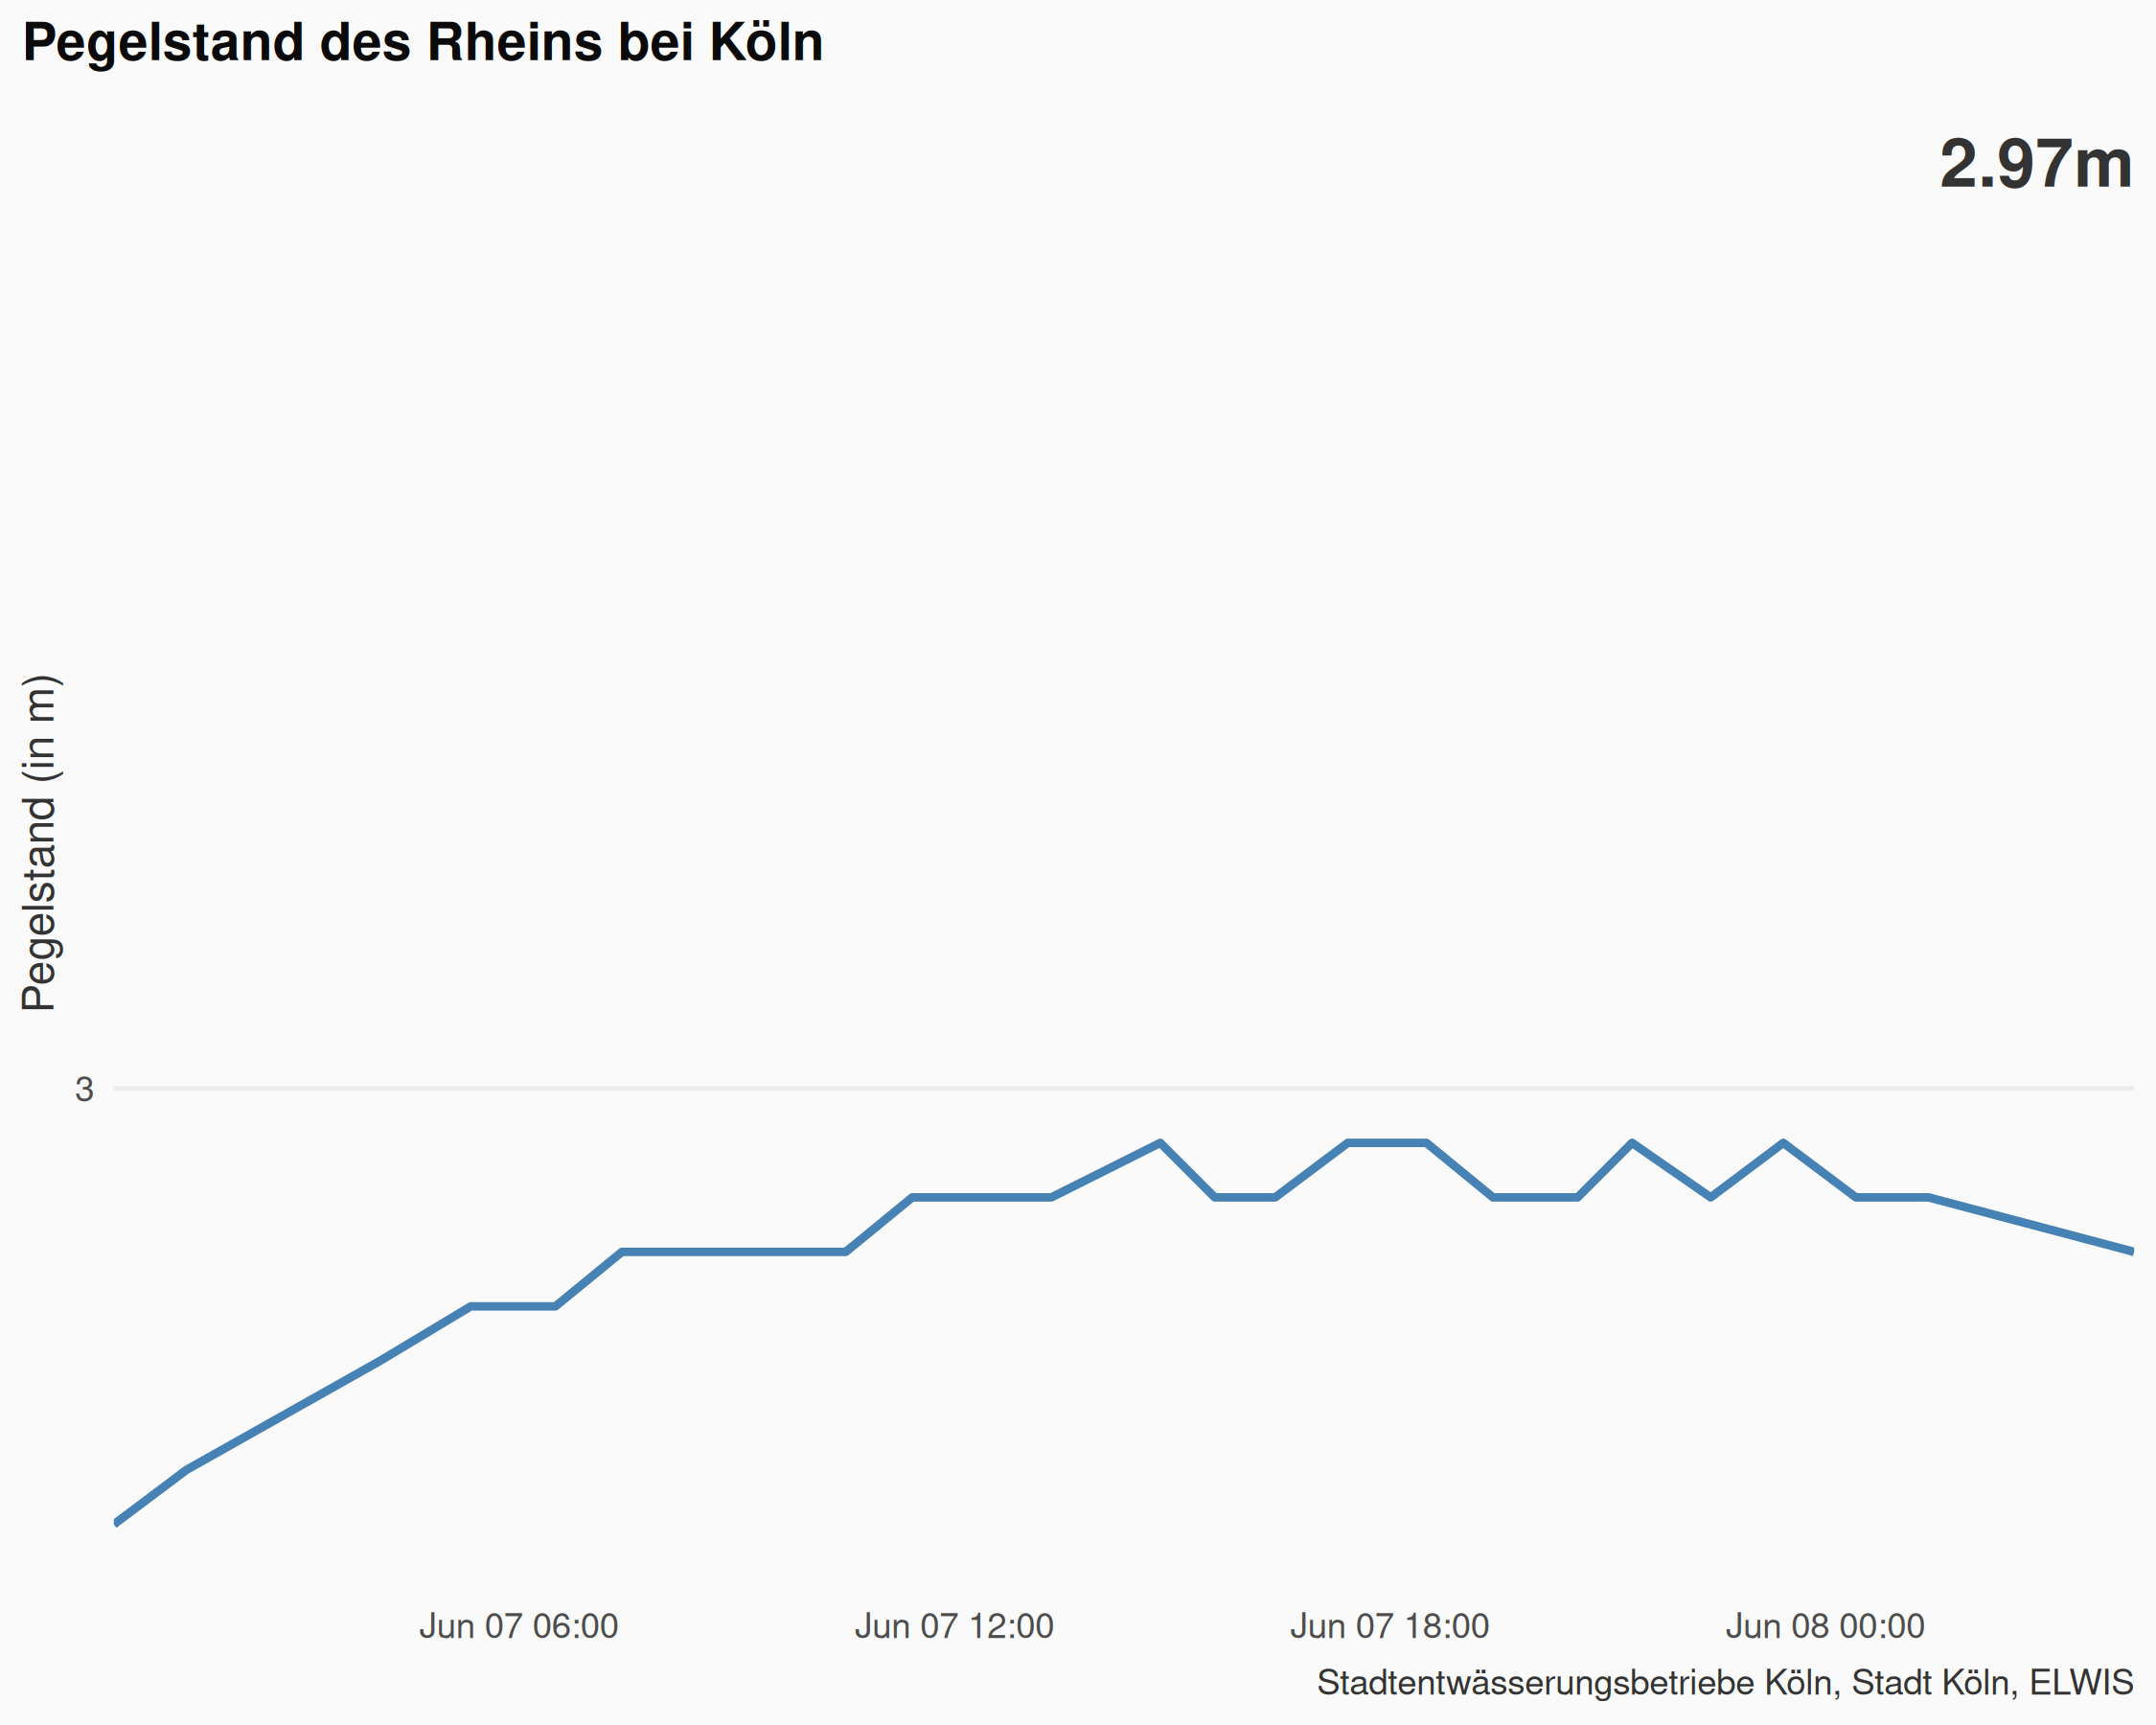 Pegelstand des Rheins bei Köln
2.97m
Pegelstand (in m)
3
Jun 07 06:00
Jun 07 12:00
Jun 07 18:00
Jun 08 00:00
Stadtentwässerungsbetriebe Köln, Stadt Köln, ELWIS